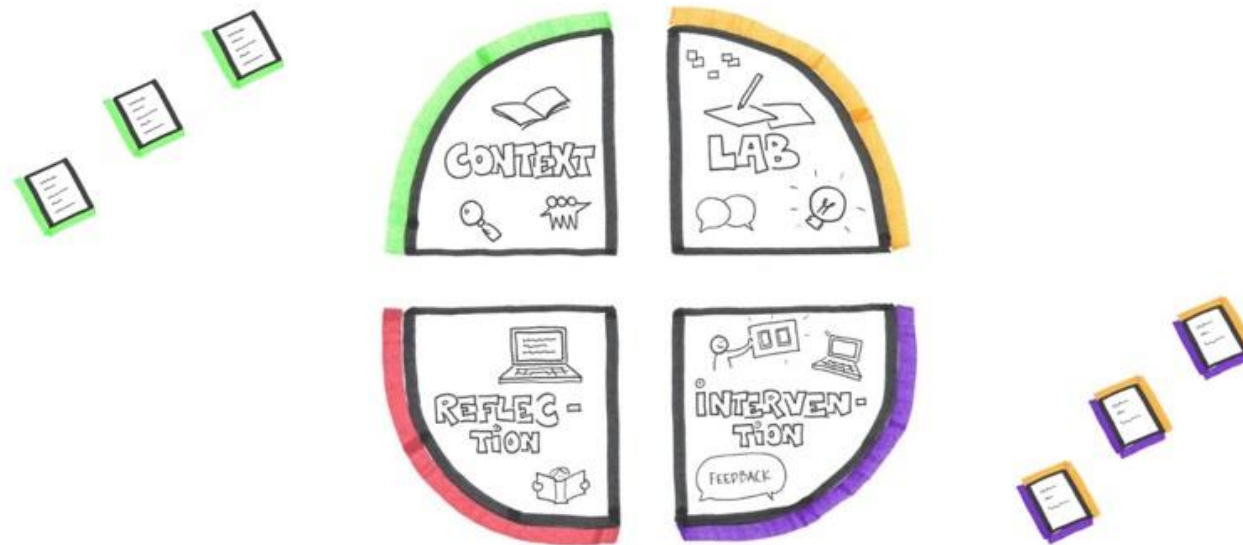 CONTEXT
LAB
REFLEC-
TION
INTERVEN-
TION
FEEDBACK